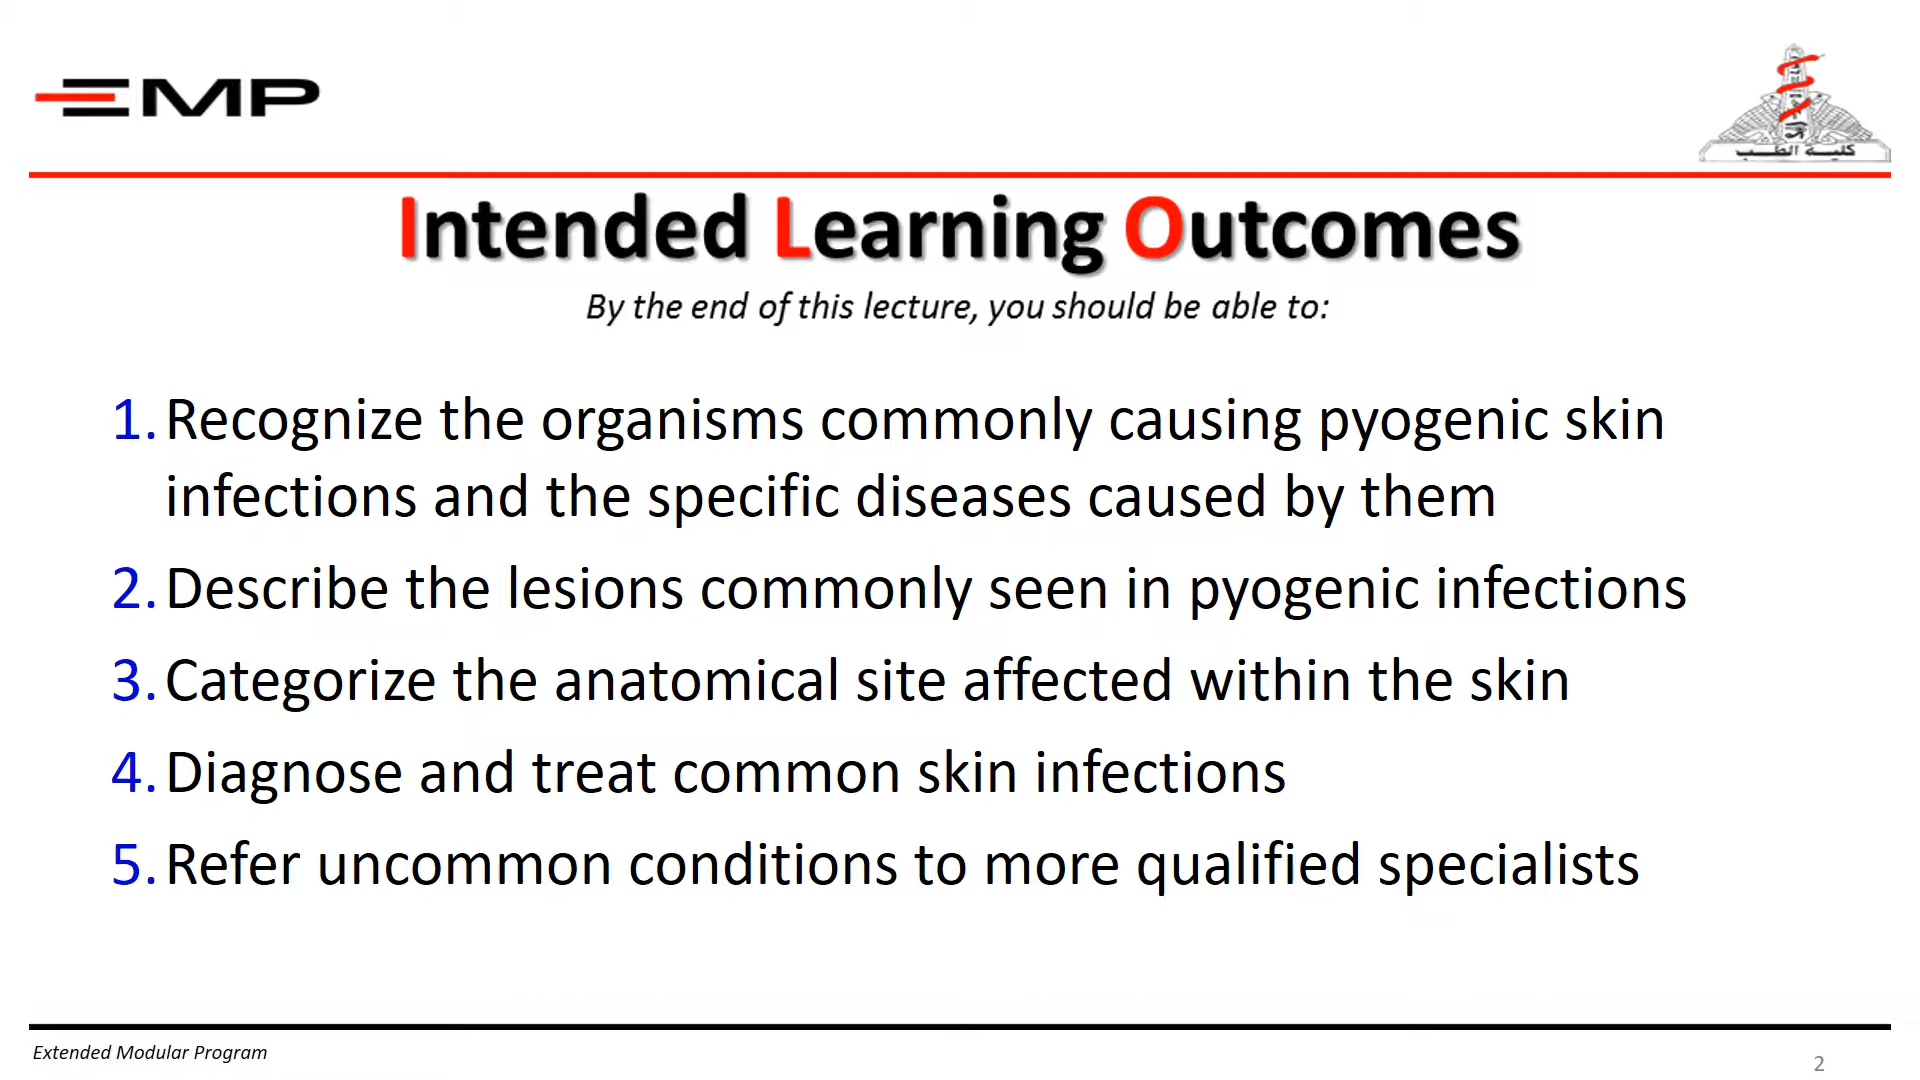 EMP
كلية الطب
Intended Learning Outcomes
By the end of this lecture, you should be able to:
1. Recognize the organisms commonly causing pyogenic skin
infections and the specific diseases caused by them
2. Describe the lesions commonly seen in pyogenic infections
3. Categorize the anatomical site affected within the skin
4. Diagnose and treat common skin infections
5. Refer uncommon conditions to more qualified specialists
Extended Modular Program
2